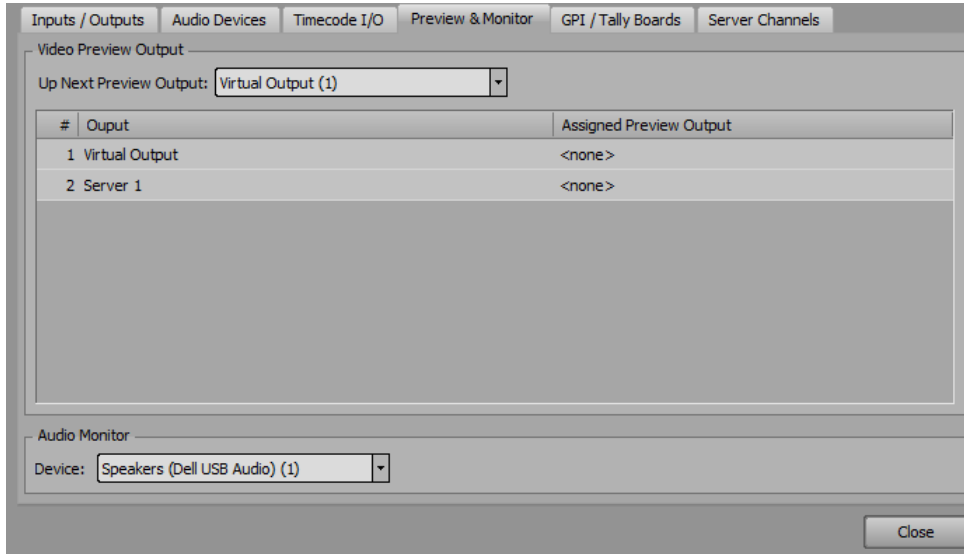 Inputs / Outputs Audio Devices Timecode I/O Preview & Monitor GPI / Tally Boards Server Channels
Video Preview Output
Up Next Preview Output: Virtual Output (1)
# Ouput Assigned Preview Output
1 Virtual Output <none>
2 Server 1 <none>
Audio Monitor
Device: Speakers (Dell USB Audio) (1)
Close